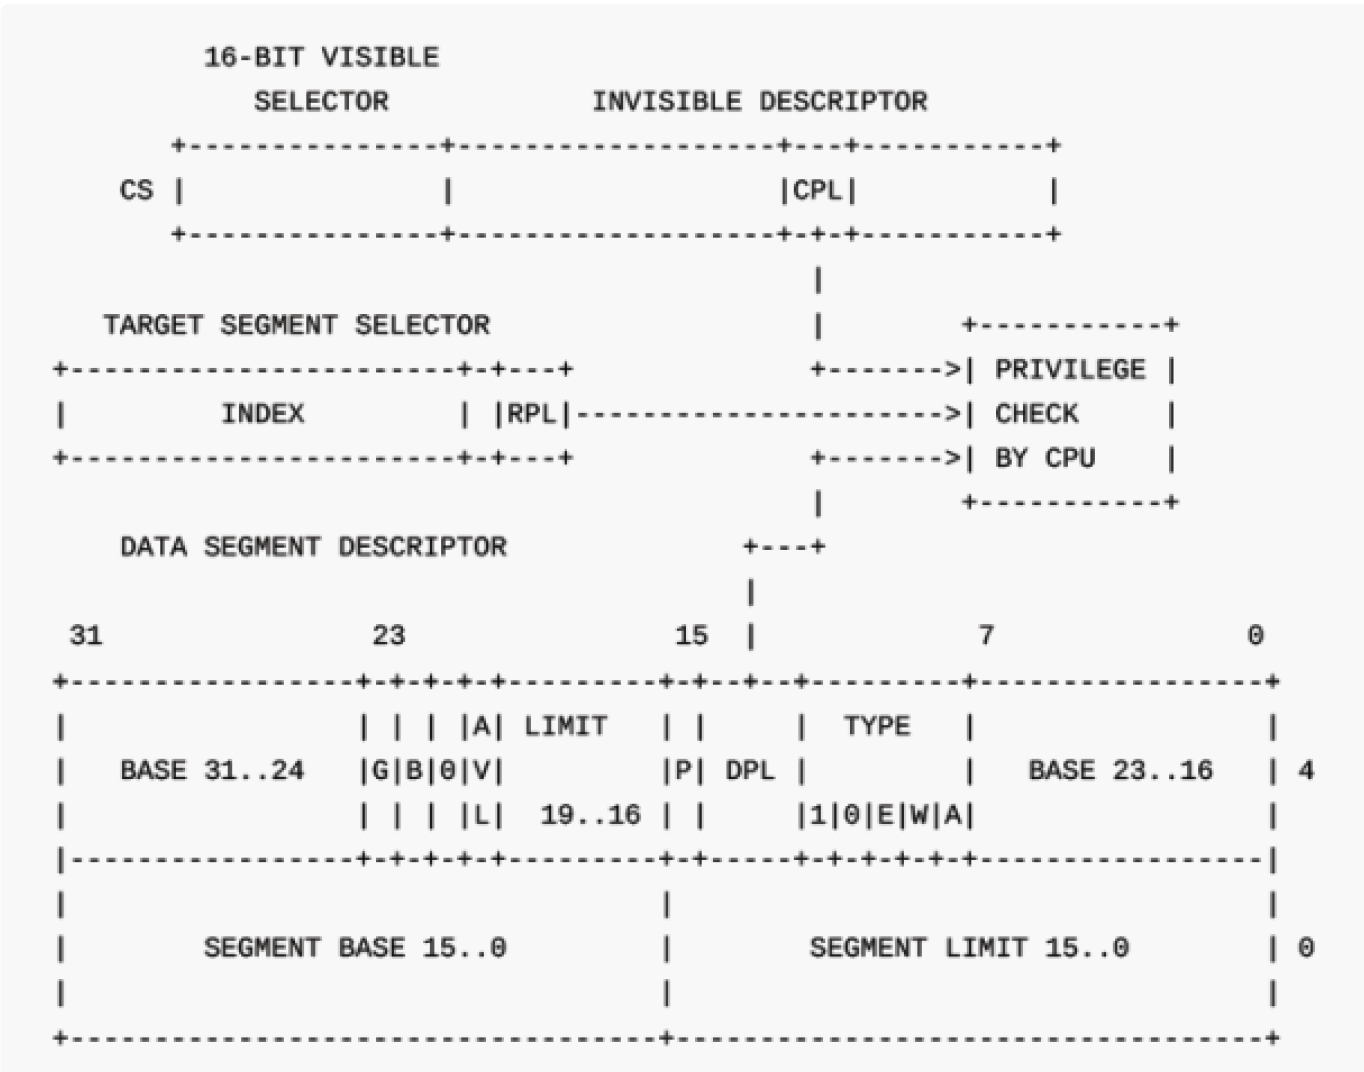 16-BIT VISIBLE
SELECTOR INVISIBLE DESCRIPTOR
+---------------+-------------------+---+-----------+
CS | | |CPL| |
+---------------+-------------------+-+-+-----------+
|
TARGET SEGMENT SELECTOR | +-----------+
+-----------------------+-+---+ +------->| PRIVILEGE |
| INDEX | |RPL|---------------------->| CHECK |
+-----------------------+-+---+ +------->| BY CPU |
| +-----------+
DATA SEGMENT DESCRIPTOR +---+
|
31 23 15 | 7 0
+-----------------+-+-+-+-+---------+-+--+--+---------+-----------------+
| | | | |A| LIMIT | | | TYPE | |
| BASE 31..24 |G|B|0|V| |P| DPL | | BASE 23..16 | 4
| | | | |L| 19..16 | | |1|0|E|W|A| |
|-----------------+-+-+-+-+---------+-+-----+-+-+-+-+-+-----------------|
| | |
| SEGMENT BASE 15..0 | SEGMENT LIMIT 15..0 | 0
| | |
+-----------------------------------+-----------------------------------+